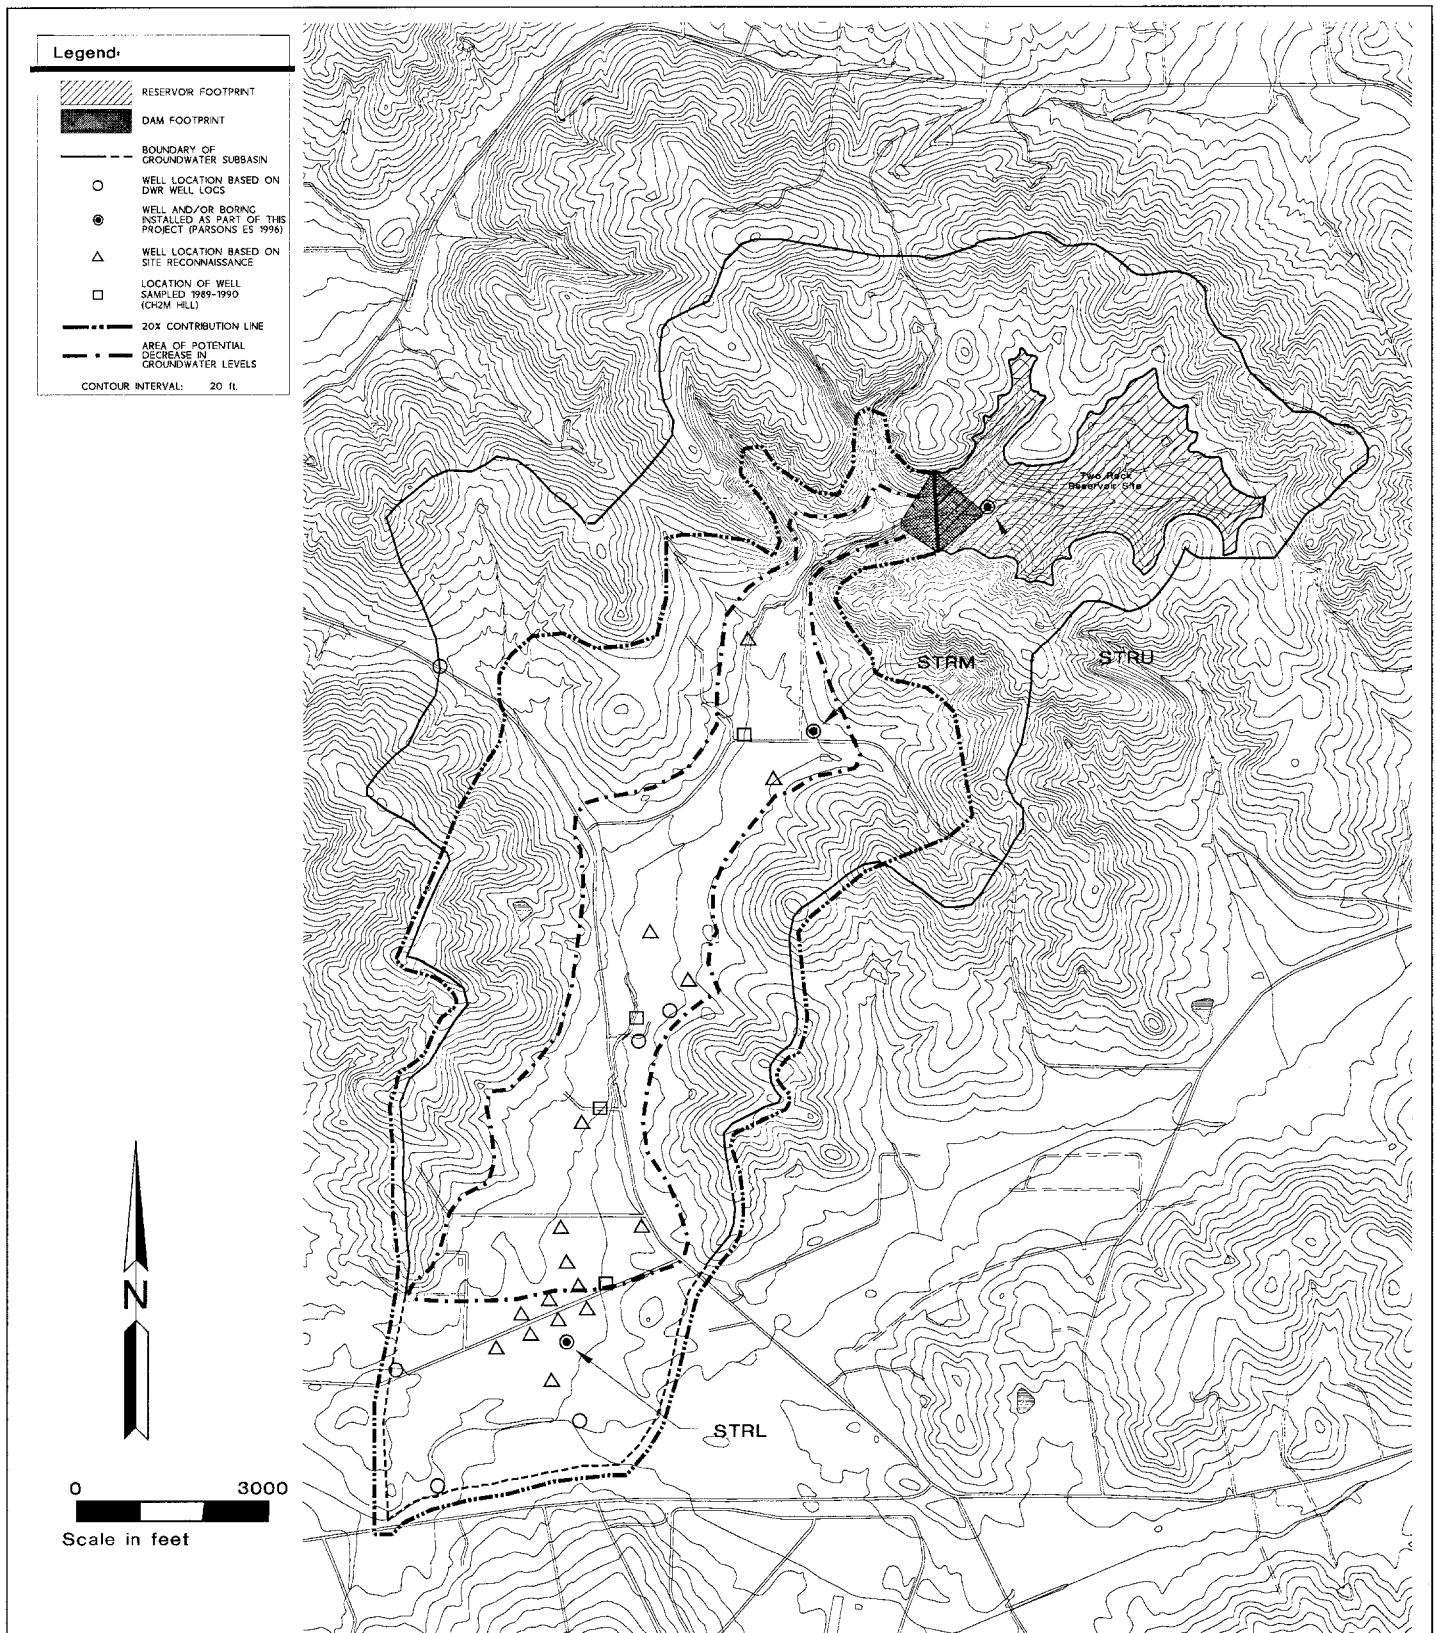 Legend:
RESERVOIR FOOTPRINT
DAM FOOTPRINT
BOUNDARY OF
GROUNDWATER SUBBASIN
WELL LOCATION BASED ON
DWR WELL LOGS
WELL AND/OR BORING
INSTALLED AS PART OF THIS
PROJECT (PARSONS ES 1996)
WELL LOCATION BASED ON
SITE RECONNAISSANCE
LOCATION OF WELL
SAMPLED 1989-1990
(CH2M HILL)
20% CONTRIBUTION LINE
AREA OF POTENTIAL
DECREASE IN
GROUNDWATER LEVELS
CONTOUR INTERVAL: 20 ft.
Two Rock
Reservoir Site
STRM
STRU
STRL
N
0 3000
Scale in feet